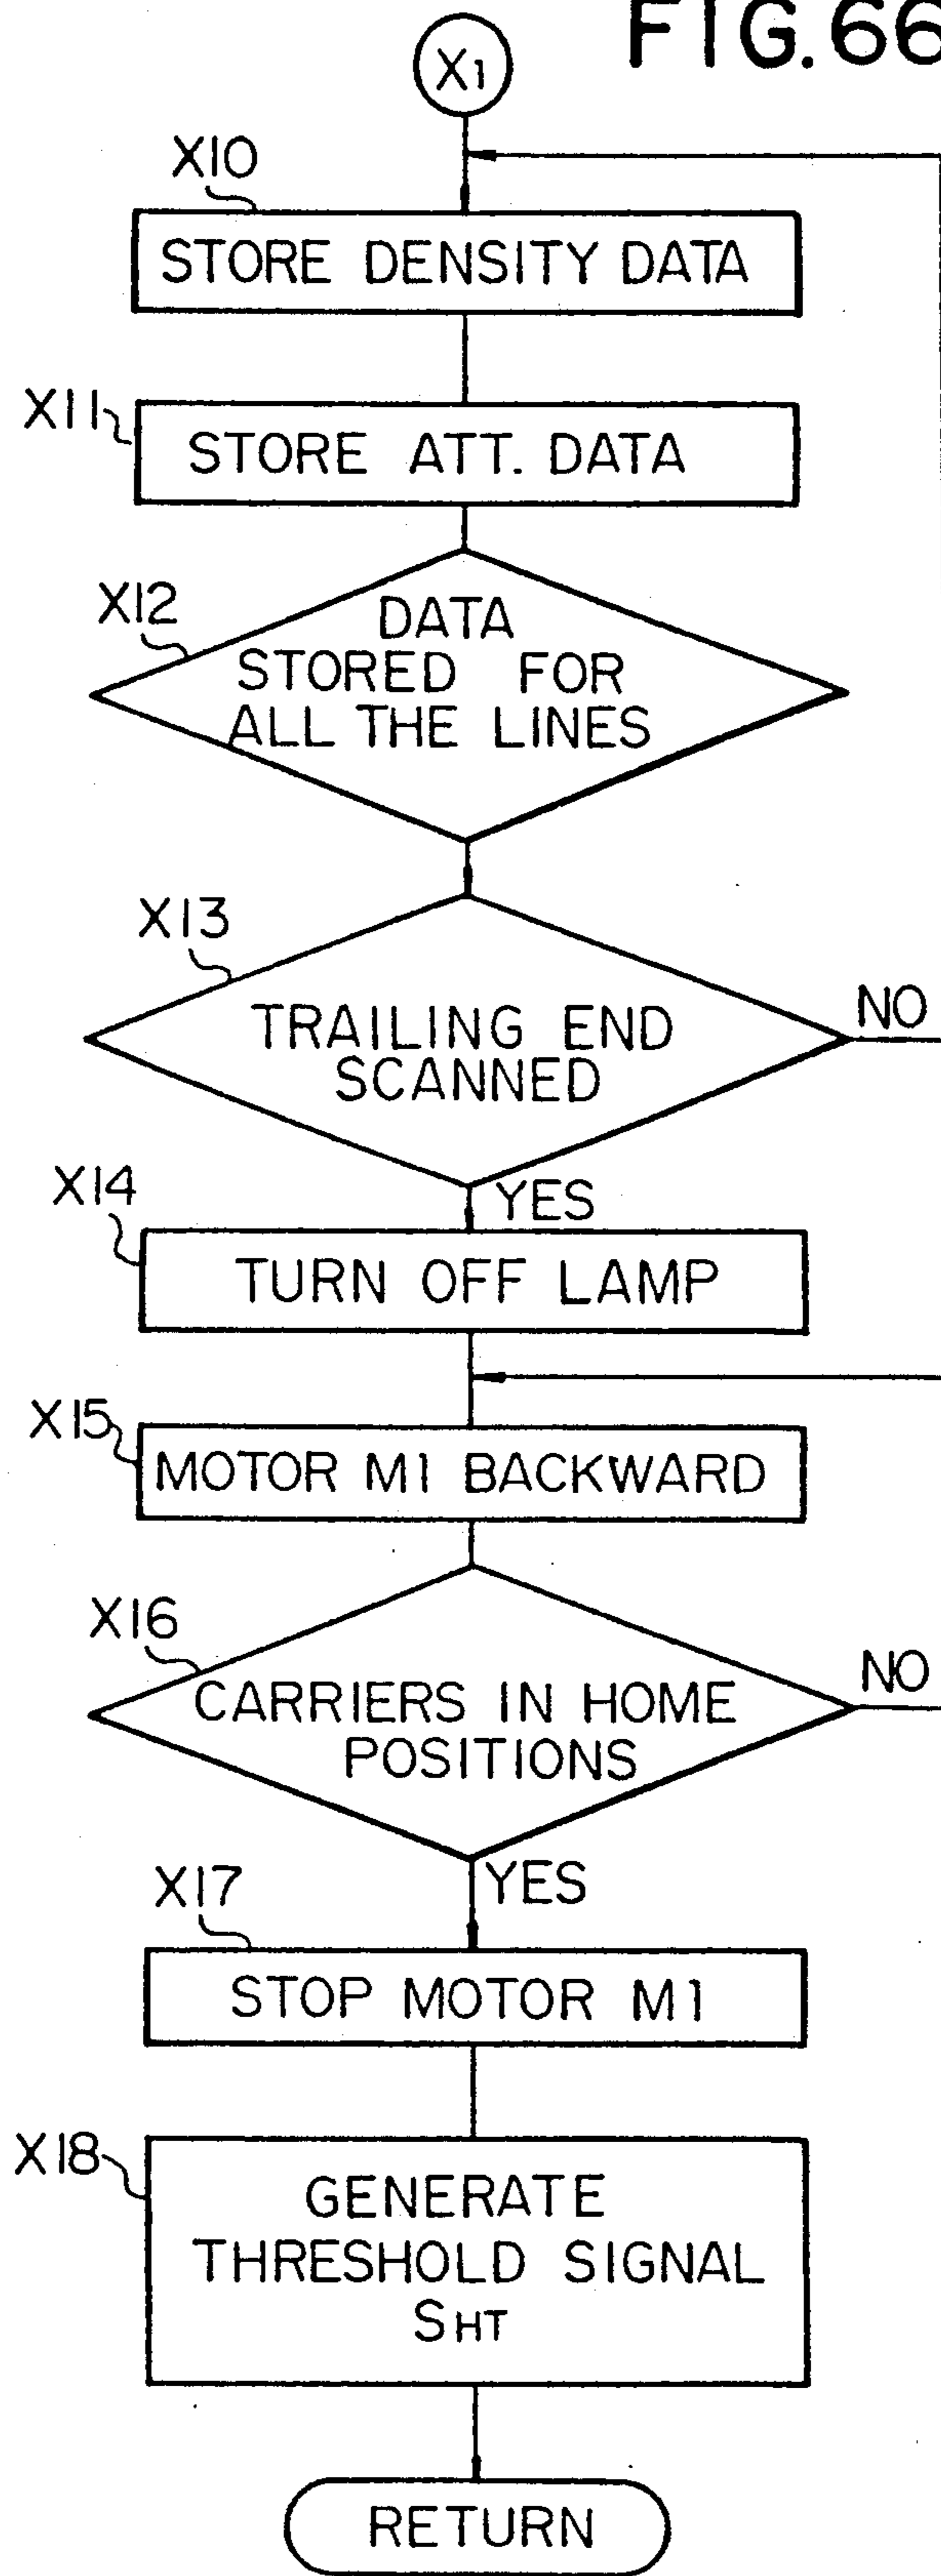 FIG.66
X1
X10
STORE DENSITY DATA
X11
STORE ATT. DATA
X12
DATA
STORED FOR
ALL THE LINES
X13
TRAILING END
SCANNED
NO
YES
X14
TURN OFF LAMP
X15
MOTOR M1 BACKWARD
X16
CARRIERS IN HOME
POSITIONS
NO
YES
X17
STOP MOTOR M1
X18
GENERATE
THRESHOLD SIGNAL
SHT
RETURN